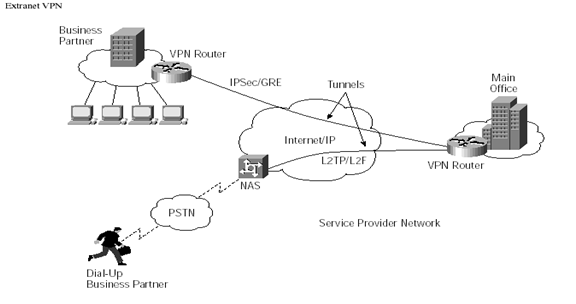 Extranet VPN
Business
Partner
VPN Router
IPSec/GRE
Tunnels
Main
Office
Internet/IP
L2TP/L2F
VPN Router
NAS
PSTN
Service Provider Network
Dial-Up
Business Partner